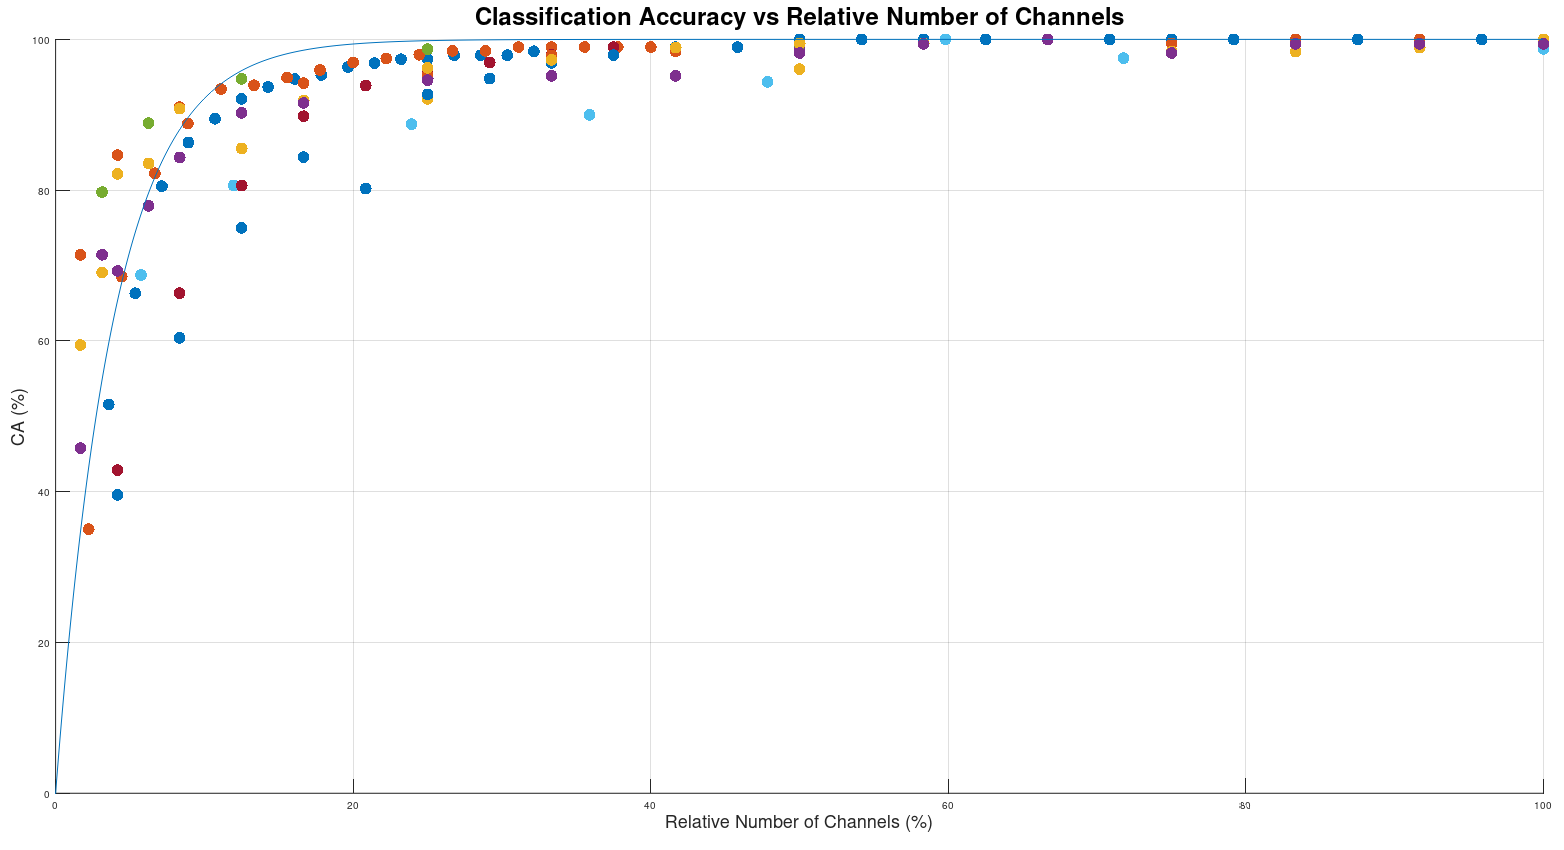 Classification Accuracy vs Relative Number of Channels
100
80
60
40
20
0
CA (%)
0 20 40 60 80 100
Relative Number of Channels (%)